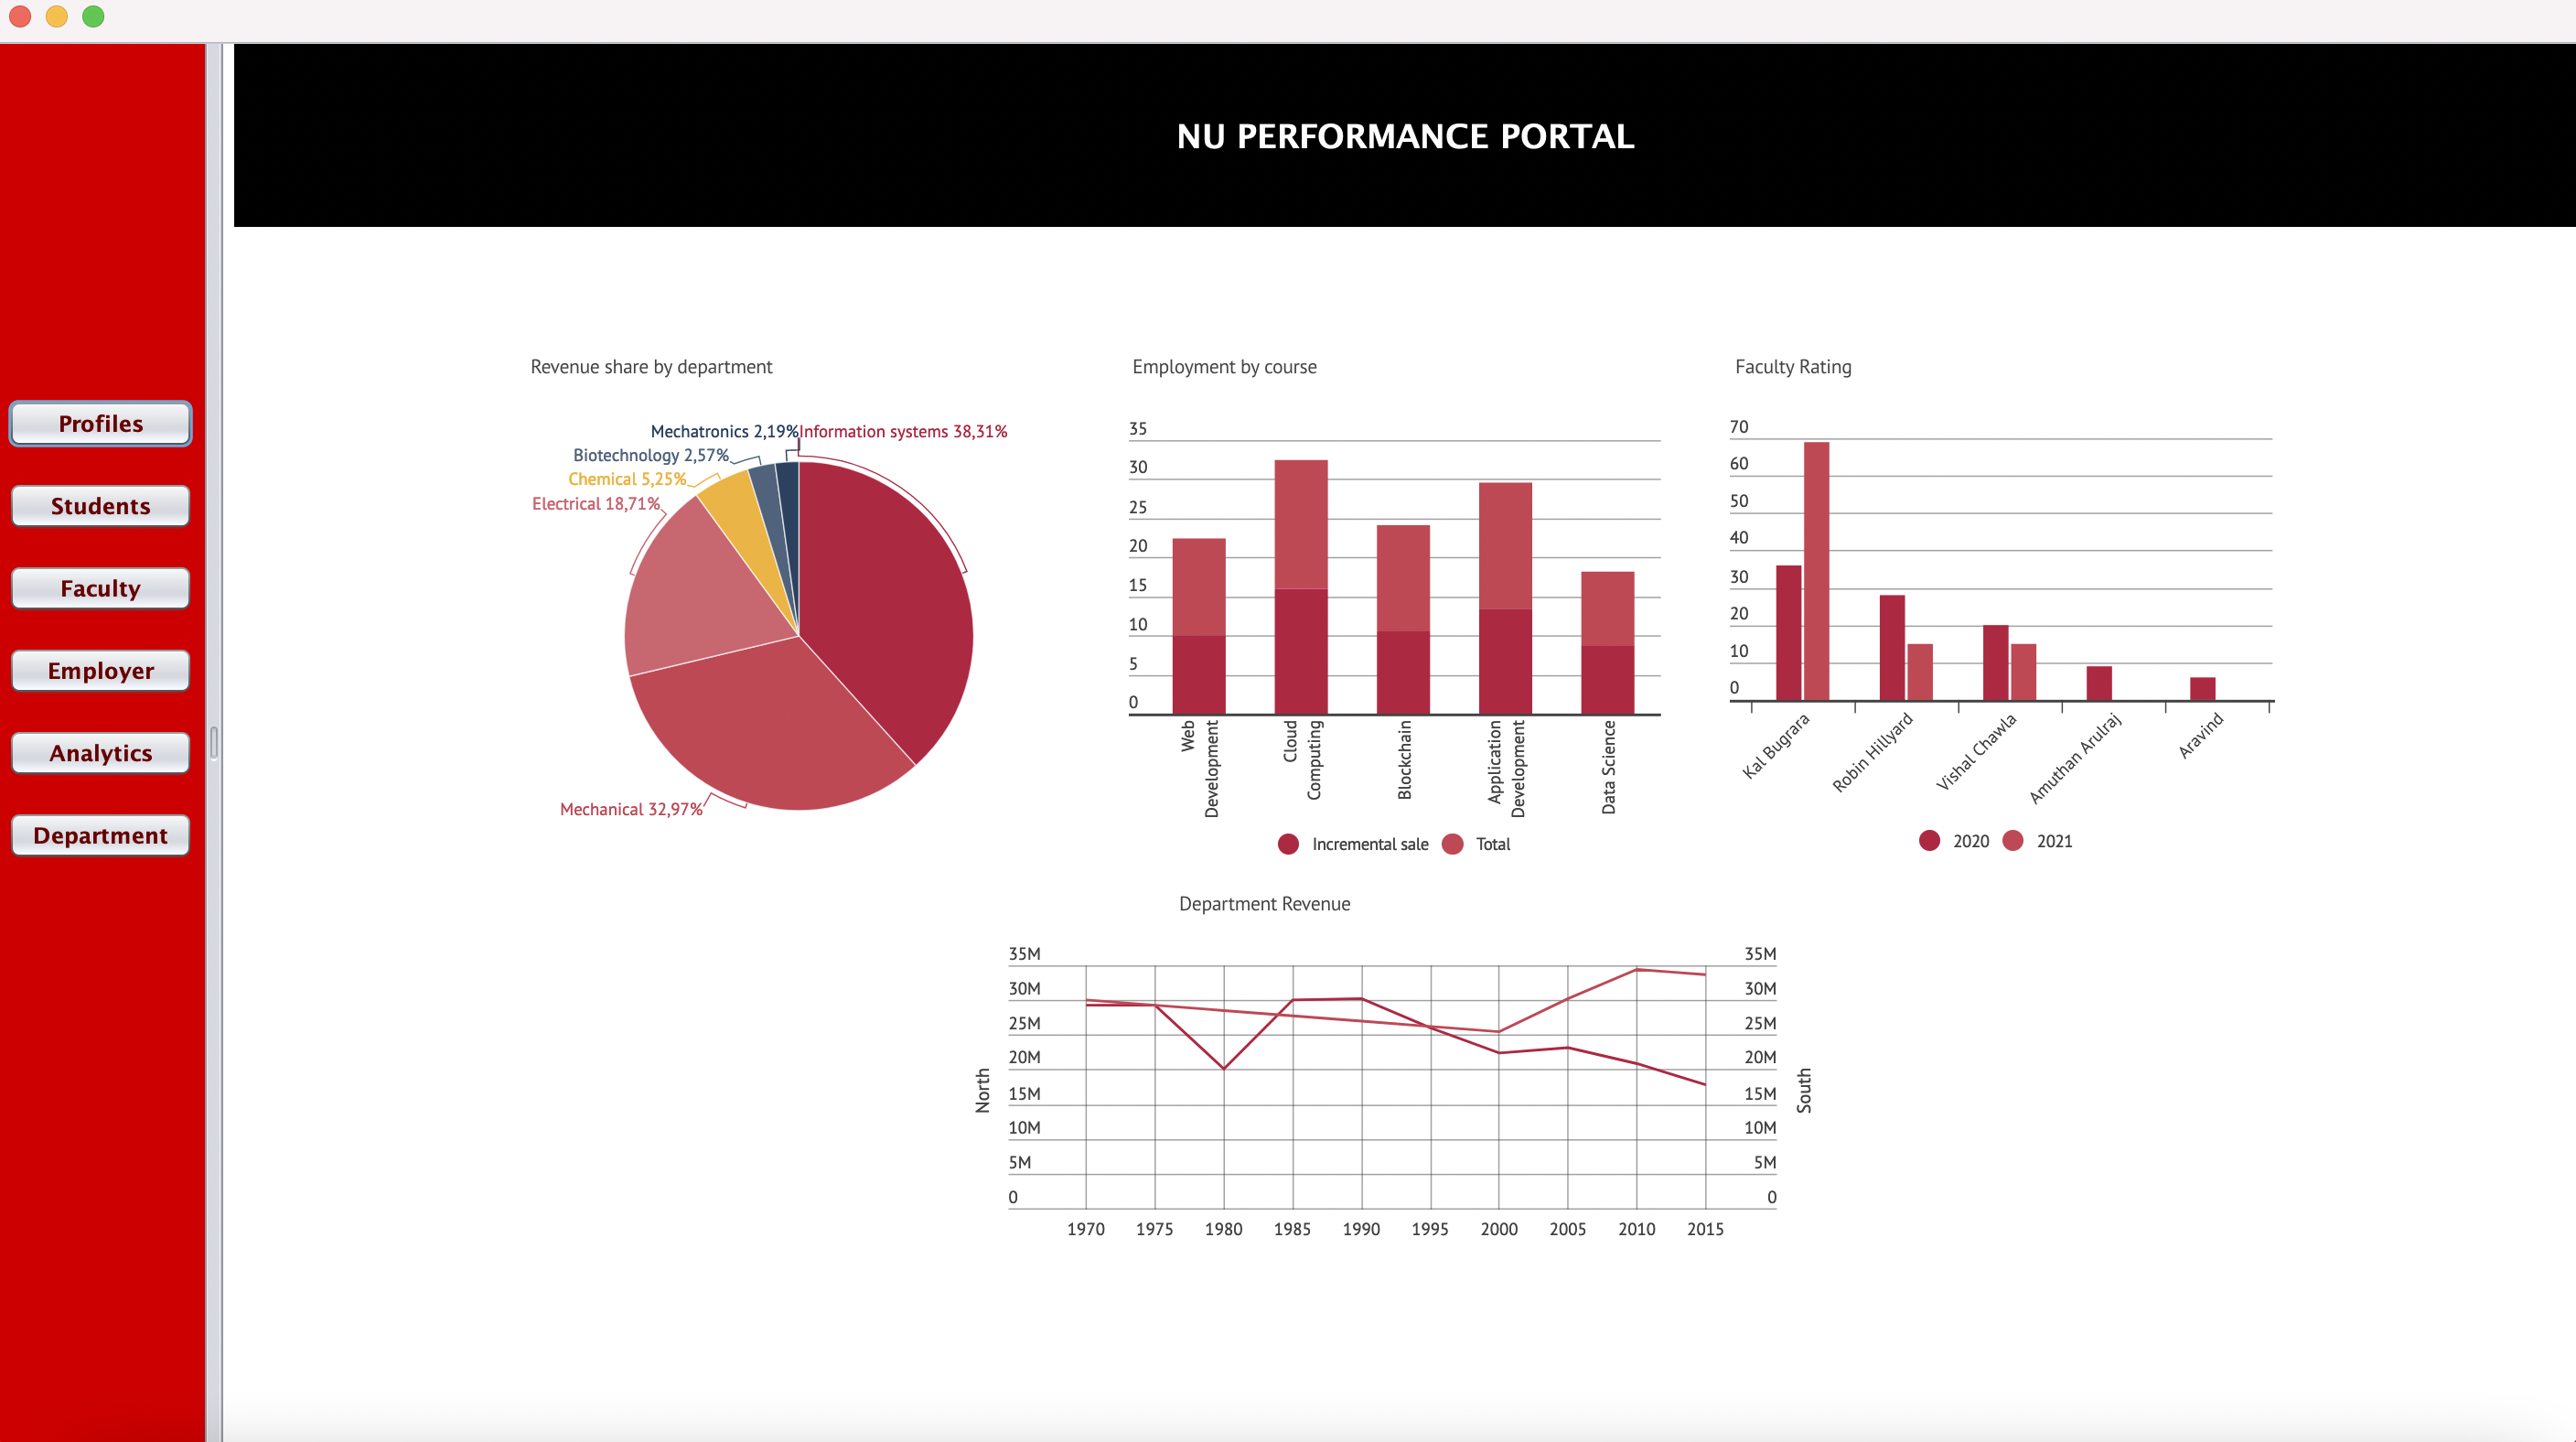 NU PERFORMANCE PORTAL
Profiles
Students
Faculty
Employer
Analytics
Department
Revenue share by department
Mechatronics 2,19%
Information systems 38,31%
Biotechnology 2,57%
Chemical 5,25%
Electrical 18,71%
Mechanical 32,97%
Employment by course
35
30
25
20
15
10
5
0
Web
Development
Cloud
Computing
Blockchain
Application
Development
Data Science
Incremental sale
Total
Faculty Rating
70
60
50
40
30
20
10
0
Kal Bugrara
Robin Hillyard
Vishal Chawla
Amuthan Arulraj
Aravind
2020
2021
Department Revenue
North
35M
30M
25M
20M
15M
10M
5M
0
35M
30M
25M
20M
15M
10M
5M
0
South
1970 1975 1980 1985 1990 1995 2000 2005 2010 2015